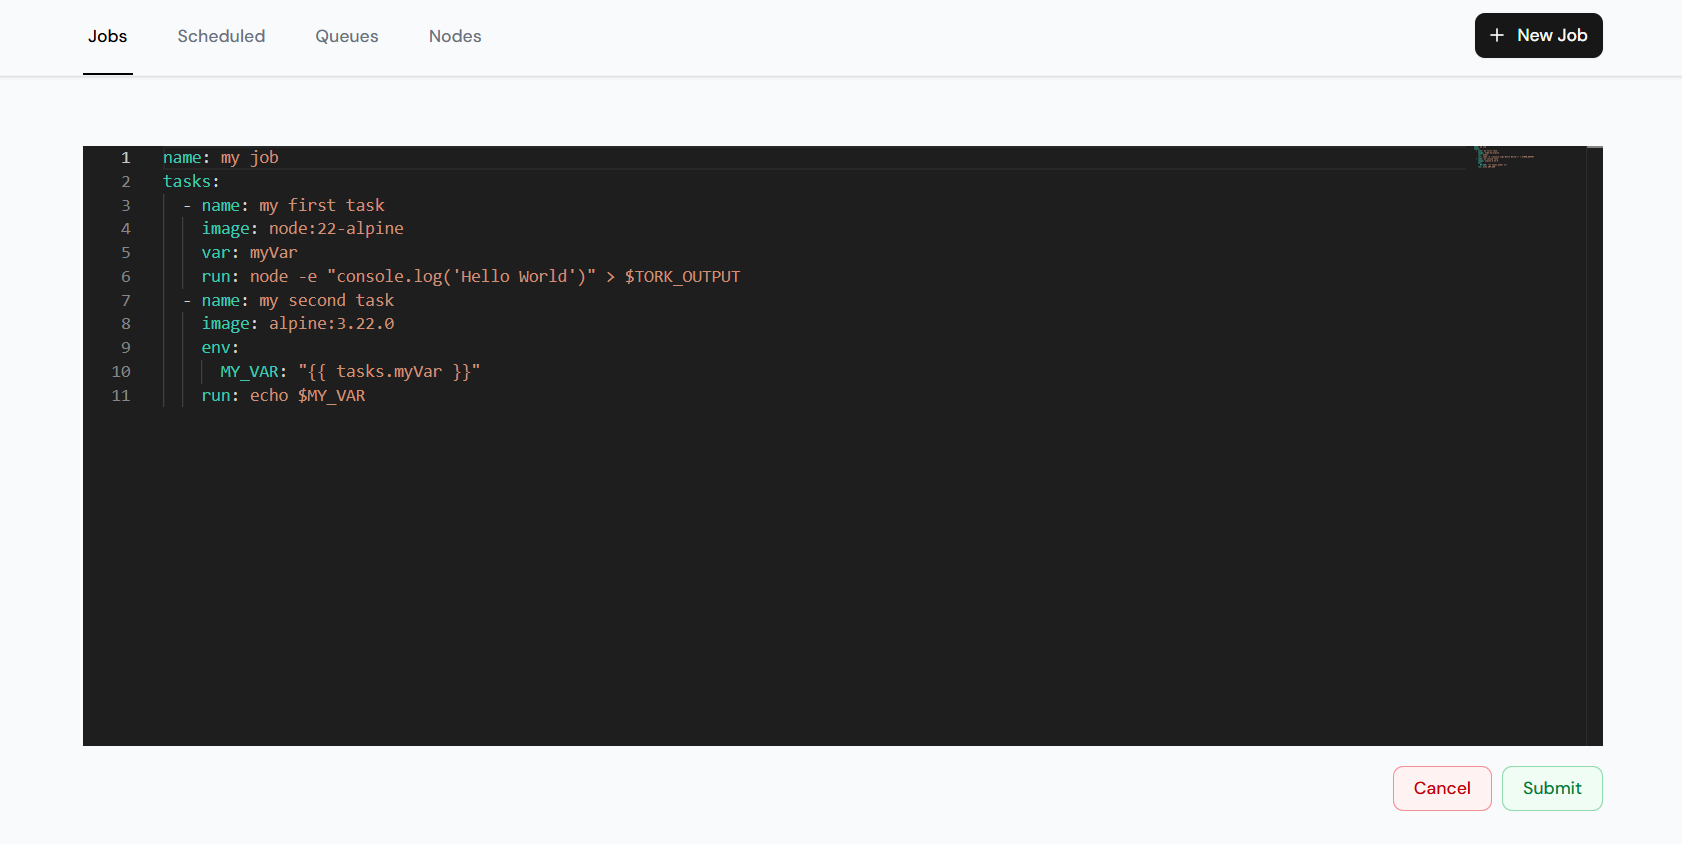 Jobs Scheduled Queues Nodes + New Job
1 name: my job
2 tasks:
3   - name: my first task
4     image: node:22-alpine
5     var: myVar
6     run: node -e "console.log('Hello World')" > $TORK_OUTPUT
7   - name: my second task
8     image: alpine:3.22.0
9     env:
10       MY_VAR: "{{ tasks.myVar }}"
11     run: echo $MY_VAR
Cancel Submit